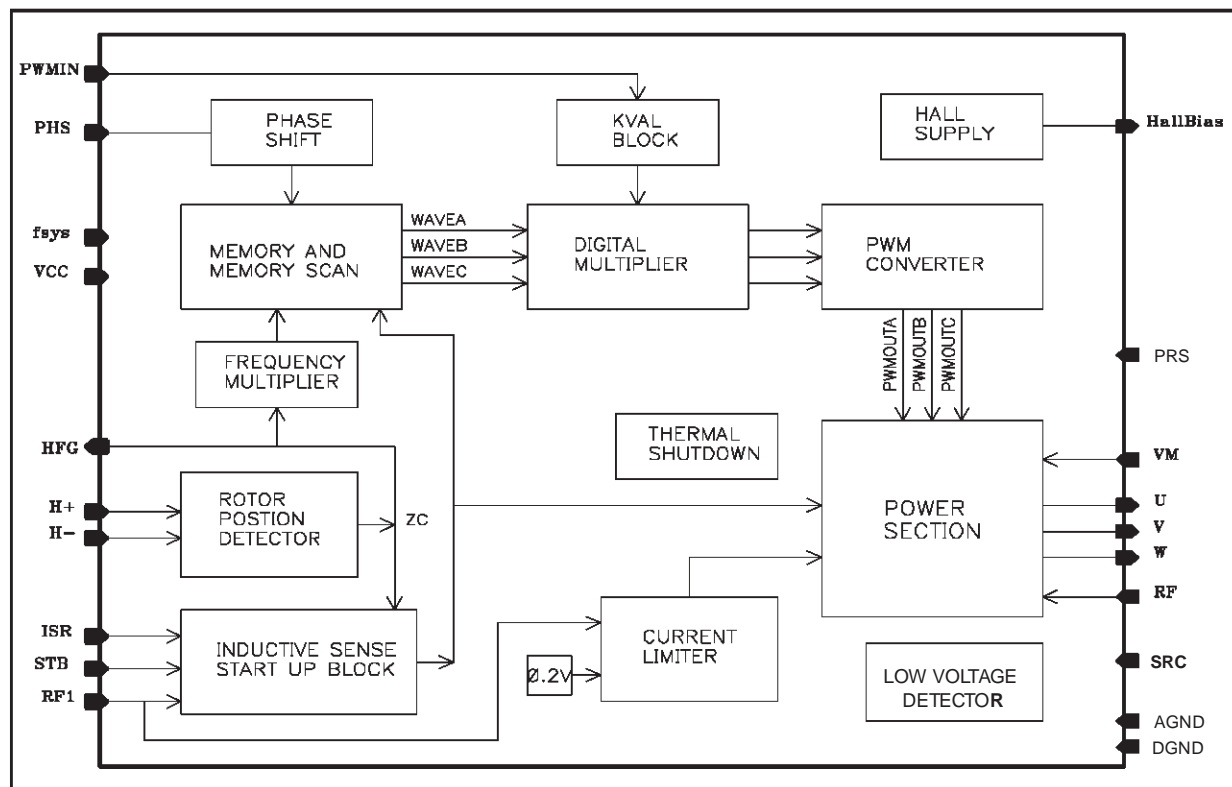 PWMIN
PHS
fsys
VCC
HFG
H+
H-
ISR
STB
RF1
PHASE
SHIFT
KVAL
BLOCK
HALL
SUPPLY
HallBias
MEMORY AND
MEMORY SCAN
WAVEA
WAVEB
WAVEC
DIGITAL
MULTIPLIER
PWM
CONVERTER
FREQUENCY
MULTIPLIER
PWMOUTA
PWMOUTB
PWMOUTC
PRS
THERMAL
SHUTDOWN
ROTOR
POSTION
DETECTOR
ZC
POWER
SECTION
VM
U
V
W
RF
INDUCTIVE SENSE
START UP BLOCK
0.2V
CURRENT
LIMITER
LOW VOLTAGE
DETECTOR
SRC
AGND
DGND